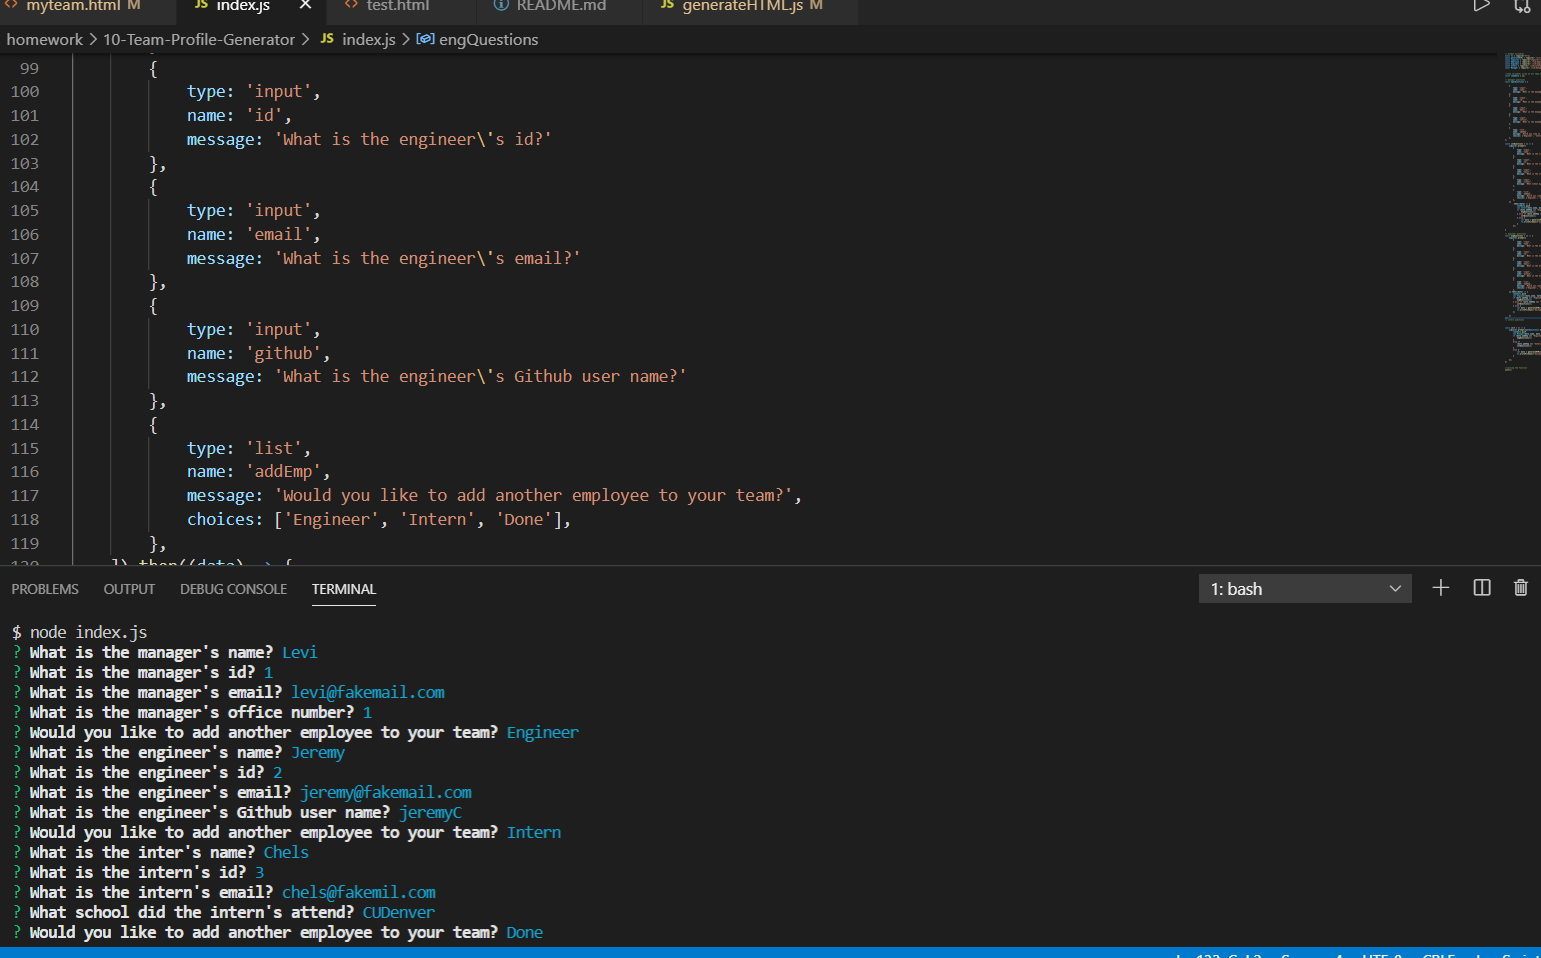 myteam.html M JS index.js × test.html README.md JS generateHTML.js M
homework > 10-Team-Profile-Generator > JS index.js > engQuestions
99 {
100 type: 'input',
101 name: 'id',
102 message: 'What is the engineer\'s id?'
103 },
104 {
105 type: 'input',
106 name: 'email',
107 message: 'What is the engineer\'s email?'
108 },
109 {
110 type: 'input',
111 name: 'github',
112 message: 'What is the engineer\'s Github user name?'
113 },
114 {
115 type: 'list',
116 name: 'addEmp',
117 message: 'Would you like to add another employee to your team?',
118 choices: ['Engineer', 'Intern', 'Done'],
119 },
120 ]).then((data) => {
PROBLEMS OUTPUT DEBUG CONSOLE TERMINAL 1: bash
$ node index.js
? What is the manager's name? Levi
? What is the manager's id? 1
? What is the manager's email? levi@fakemail.com
? What is the manager's office number? 1
? Would you like to add another employee to your team? Engineer
? What is the engineer's name? Jeremy
? What is the engineer's id? 2
? What is the engineer's email? jeremy@fakemail.com
? What is the engineer's Github user name? jeremyC
? Would you like to add another employee to your team? Intern
? What is the inter's name? Chels
? What is the intern's id? 3
? What is the intern's email? chels@fakemil.com
? What school did the intern's attend? CUDenver
? Would you like to add another employee to your team? Done